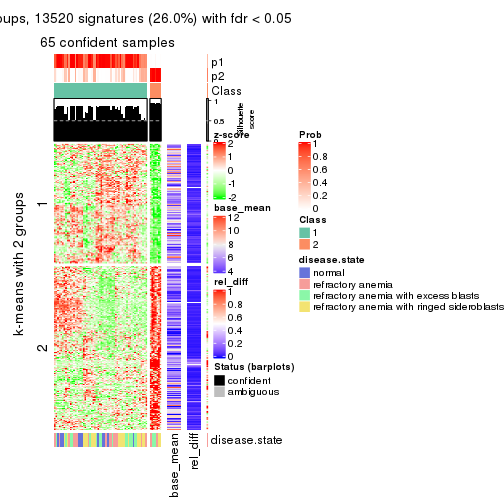 oups, 13520 signatures (26.0%) with fdr < 0.05
65 confident samples
p1
p2
Class
1
0.5
0
Silhouette
score
k-means with 2 groups
1
2
z-score
2
1
0
-1
-2
base_mean
12
10
8
6
4
rel_diff
1
0.8
0.6
0.4
0.2
0
Status (barplots)
confident
ambiguous
Prob
1
0.8
0.6
0.4
0.2
0
Class
1
2
disease.state
normal
refractory anemia
refractory anemia with excess blasts
refractory anemia with ringed sideroblasts
disease.state
base_mean
rel_diff